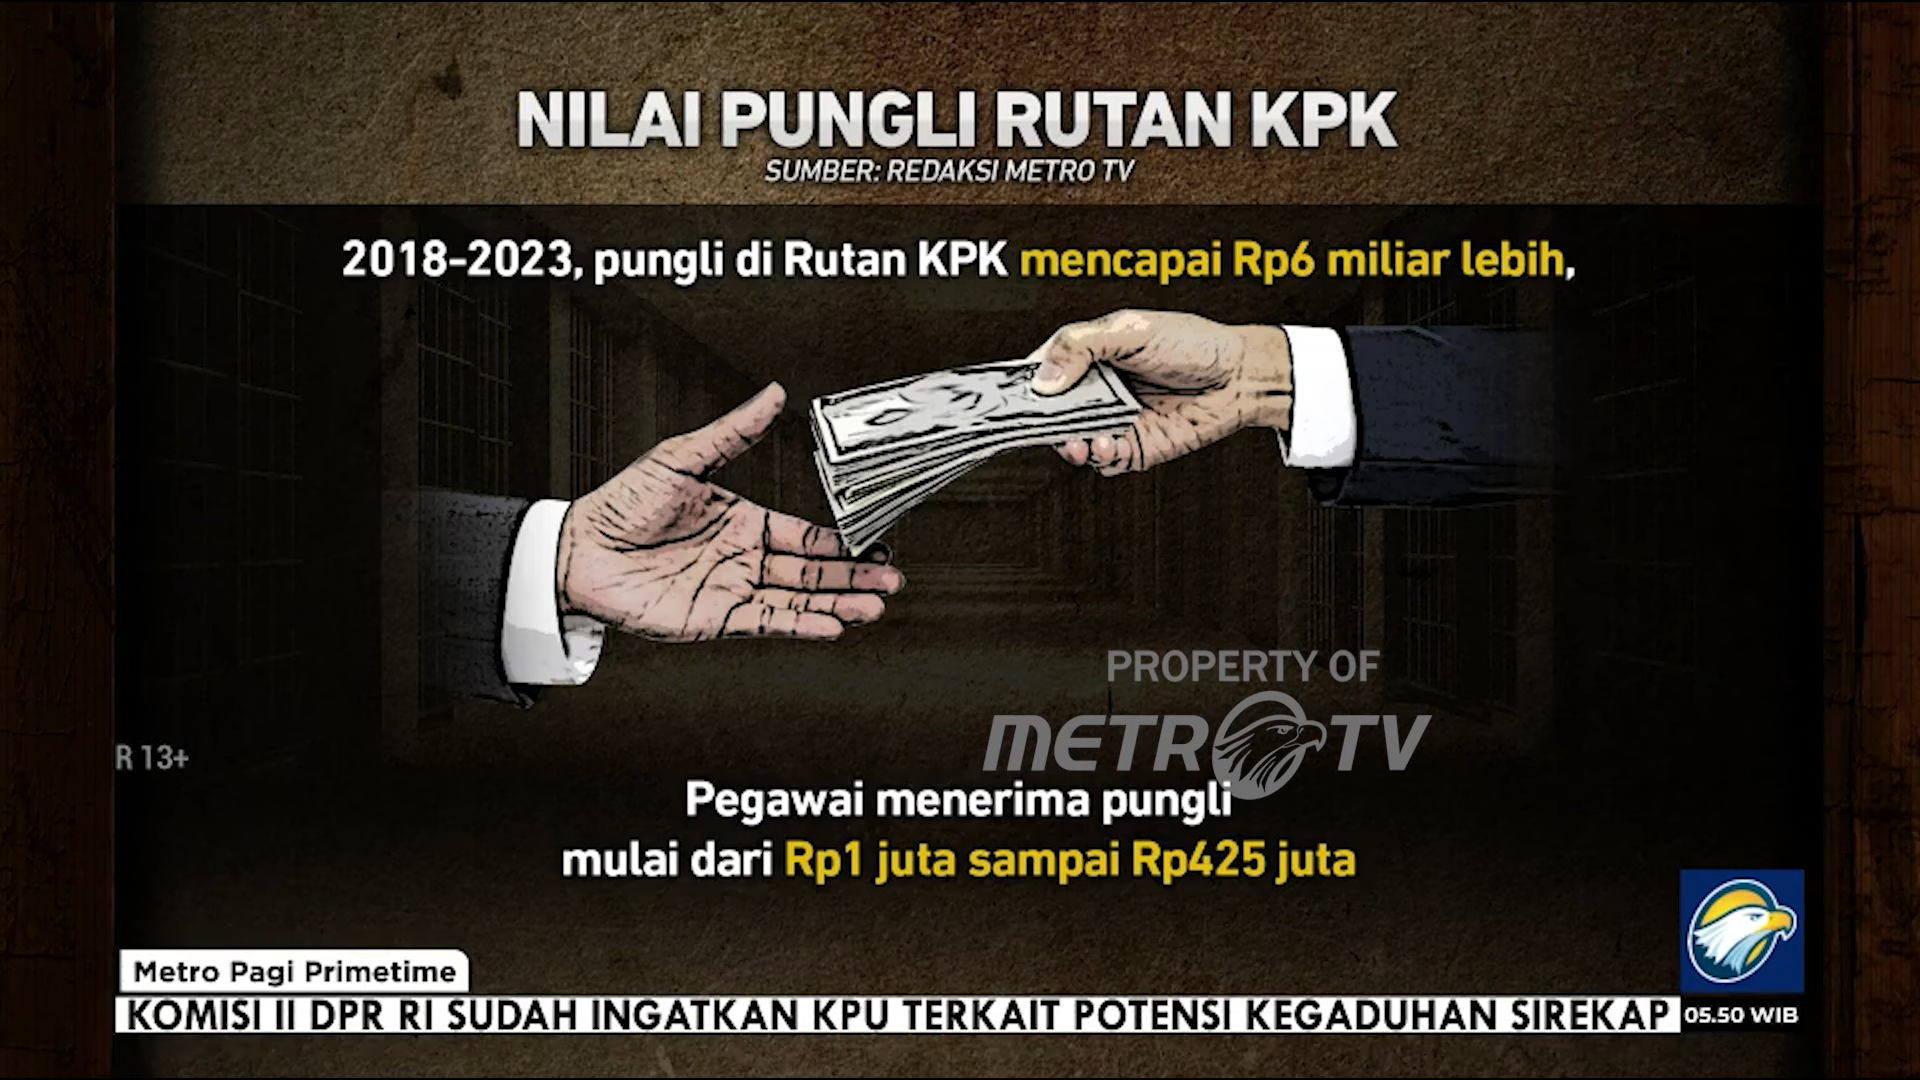 NILAI PUNGLI RUTAN KPK
SUMBER: REDAKSI METRO TV
2018-2023, pungli di Rutan KPK mencapai Rp6 miliar lebih,
PROPERTY OF
METRO TV
R 13+
Pegawai menerima pungli
mulai dari Rp1 juta sampai Rp425 juta
Metro Pagi Primetime
KOMISI II DPR RI SUDAH INGATKAN KPU TERKAIT POTENSI KEGADUHAN SIREKAP
05.50 WIB